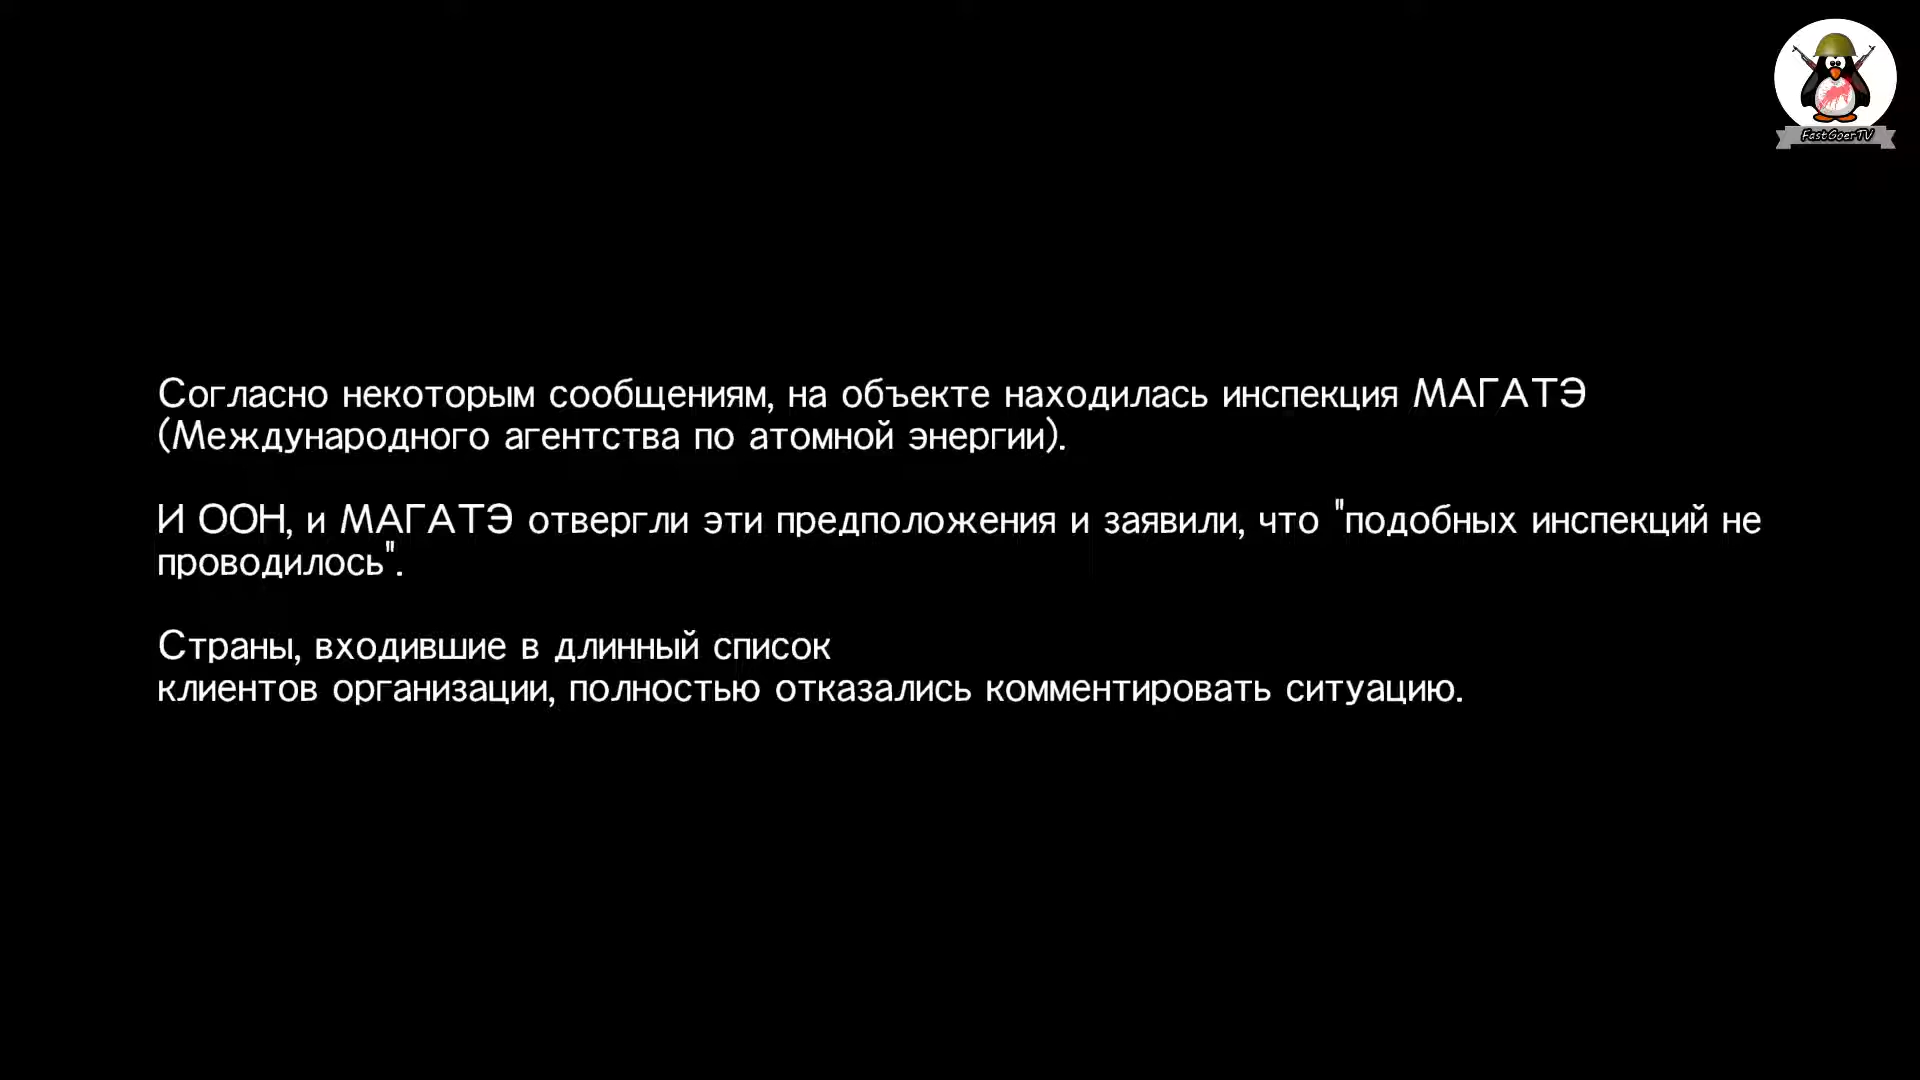 FastGoerTV
Согласно некоторым сообщениям, на объекте находилась инспекция МАГАТЭ
(Международного агентства по атомной энергии).
И ООН, и МАГАТЭ отвергли эти предположения и заявили, что "подобных инспекций не
проводилось".
Страны, входившие в длинный список
клиентов организации, полностью отказались комментировать ситуацию.